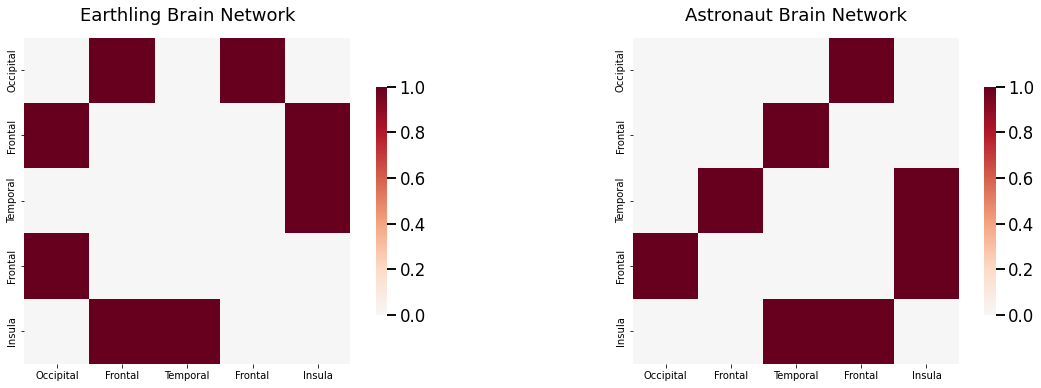 Earthling Brain Network
Occipital
Frontal
Temporal
Frontal
Insula
Occipital Frontal Temporal Frontal Insula
1.0
0.8
0.6
0.4
0.2
0.0
Astronaut Brain Network
Occipital
Frontal
Temporal
Frontal
Insula
Occipital Frontal Temporal Frontal Insula
1.0
0.8
0.6
0.4
0.2
0.0